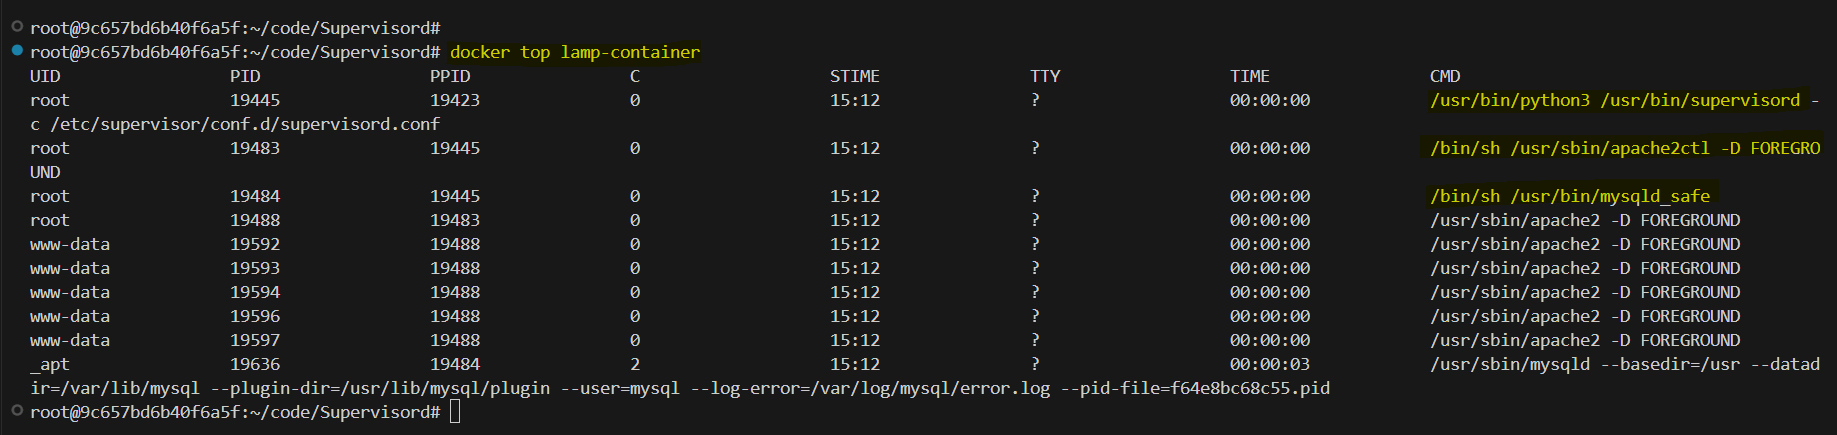 root@9c657bd6b40f6a5f:~/code/Supervisord#
root@9c657bd6b40f6a5f:~/code/Supervisord# docker top lamp-container
UID PID PPID C STIME TTY TIME CMD
root 19445 19423 0 15:12 ? 00:00:00 /usr/bin/python3 /usr/bin/supervisord -
c /etc/supervisor/conf.d/supervisord.conf
root 19483 19445 0 15:12 ? 00:00:00 /bin/sh /usr/sbin/apache2ctl -D FOREGRO
UND
root 19484 19445 0 15:12 ? 00:00:00 /bin/sh /usr/bin/mysqld_safe
root 19488 19483 0 15:12 ? 00:00:00 /usr/sbin/apache2 -D FOREGROUND
www-data 19592 19488 0 15:12 ? 00:00:00 /usr/sbin/apache2 -D FOREGROUND
www-data 19593 19488 0 15:12 ? 00:00:00 /usr/sbin/apache2 -D FOREGROUND
www-data 19594 19488 0 15:12 ? 00:00:00 /usr/sbin/apache2 -D FOREGROUND
www-data 19596 19488 0 15:12 ? 00:00:00 /usr/sbin/apache2 -D FOREGROUND
www-data 19597 19488 0 15:12 ? 00:00:00 /usr/sbin/apache2 -D FOREGROUND
_apt 19636 19484 2 15:12 ? 00:00:03 /usr/sbin/mysqld --basedir=/usr --datad
ir=/var/lib/mysql --plugin-dir=/usr/lib/mysql/plugin --user=mysql --log-error=/var/log/mysql/error.log --pid-file=f64e8bc68c55.pid
root@9c657bd6b40f6a5f:~/code/Supervisord#